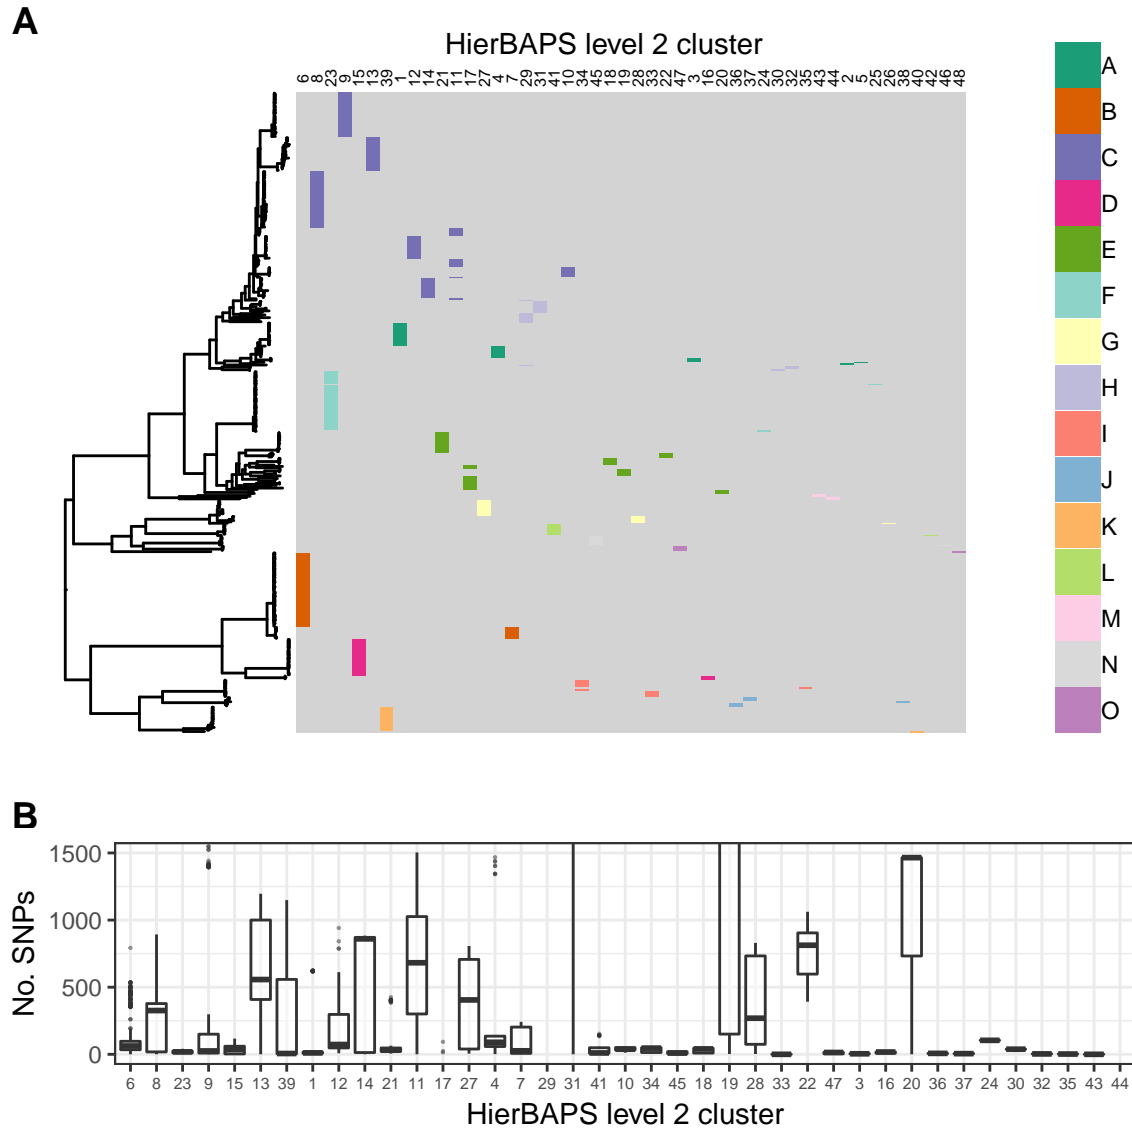 A
HierBAPS level 2 cluster
6 8 23 9 15 13 39 1 12 14 21 11 17 27 4 7 29 31 41 10 34 45 18 19 28 33 22 47 3 16 20 36 37 24 30 32 35 43 44 2 5 25 26 38 40 42 46 48
A
B
C
D
E
F
G
H
I
J
K
L
M
N
O
B
No. SNPs
1500
1000
500
0
6 8 23 9 15 13 39 1 12 14 21 11 17 27 4 7 29 31 41 10 34 45 18 19 28 33 22 47 3 16 20 36 37 24 30 32 35 43 44
HierBAPS level 2 cluster